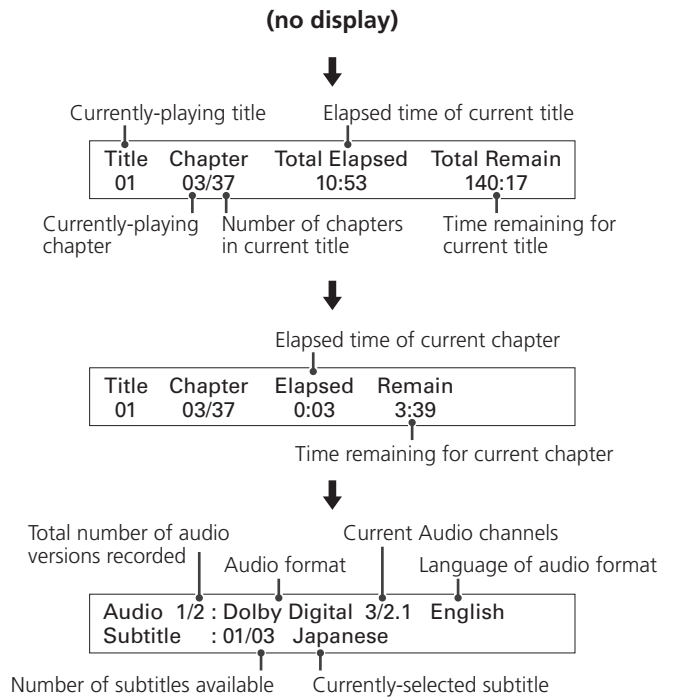 (no display)
Currently-playing title Elapsed time of current title
Title Chapter Total Elapsed Total Remain
01 03/37 10:53 140:17
Currently-playing chapter
Number of chapters in current title
Time remaining for current title
Elapsed time of current chapter
Title Chapter Elapsed Remain
01 03/37 0:03 3:39
Time remaining for current chapter
Total number of audio versions recorded
Audio format
Current Audio channels
Language of audio format
Audio 1/2 : Dolby Digital 3/2.1 English
Subtitle : 01/03 Japanese
Number of subtitles available Currently-selected subtitle